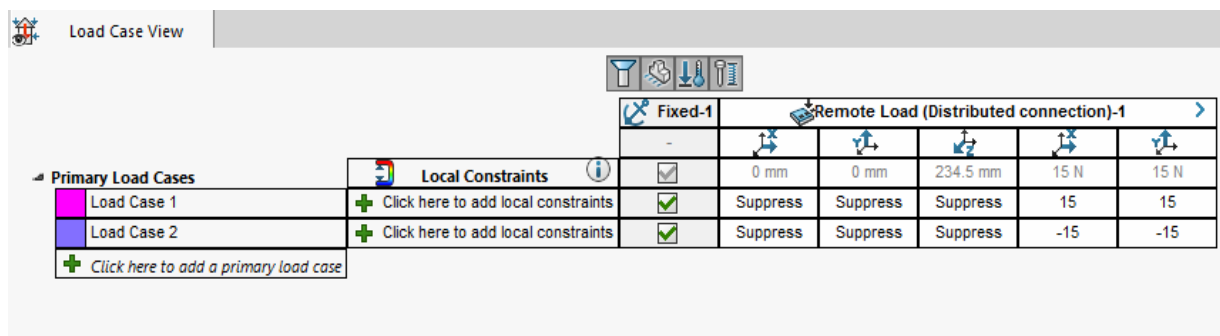 Load Case View
Fixed-1 Remote Load (Distributed connection)-1 >
- X Y Z X Y
Primary Load Cases Local Constraints i 0 mm 0 mm 234.5 mm 15 N 15 N
Load Case 1 Click here to add local constraints Suppress Suppress Suppress 15 15
Load Case 2 Click here to add local constraints Suppress Suppress Suppress -15 -15
Click here to add a primary load case